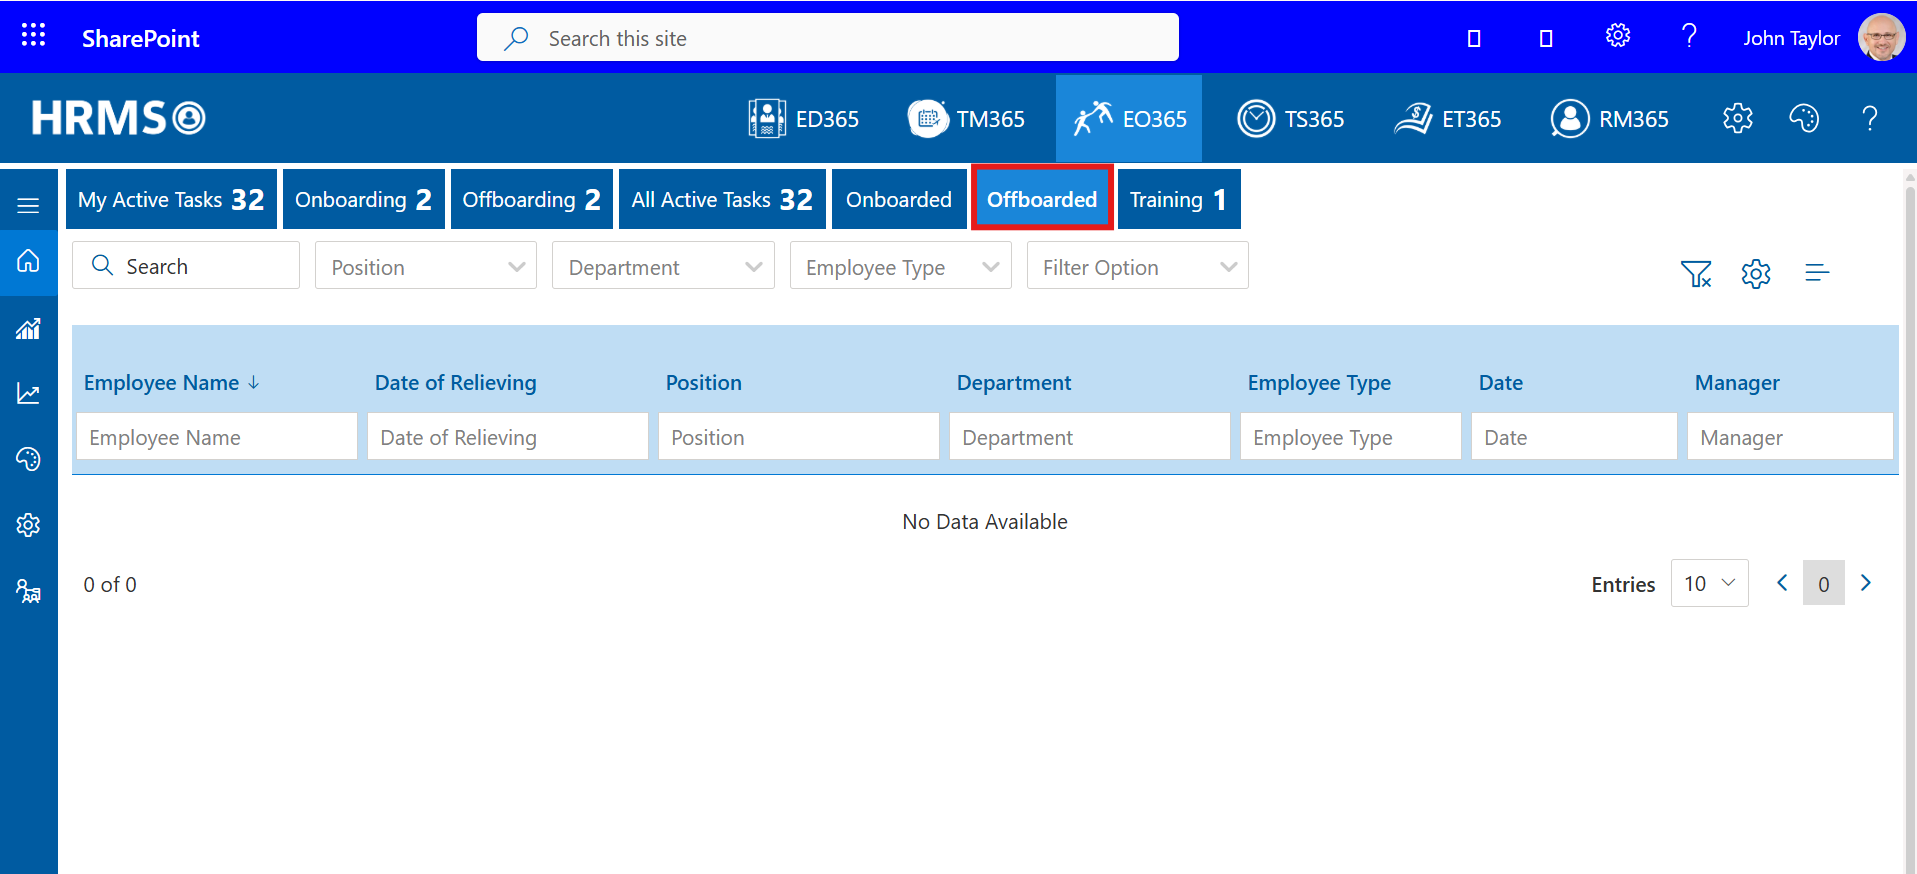 SharePoint
Search this site
John Taylor
HRMS
ED365
TM365
EO365
TS365
ET365
RM365
My Active Tasks 32
Onboarding 2
Offboarding 2
All Active Tasks 32
Onboarded
Offboarded
Training 1
Search
Position
Department
Employee Type
Filter Option
Employee Name ↓
Date of Relieving
Position
Department
Employee Type
Date
Manager
Employee Name
Date of Relieving
Position
Department
Employee Type
Date
Manager
No Data Available
0 of 0
Entries
10
0